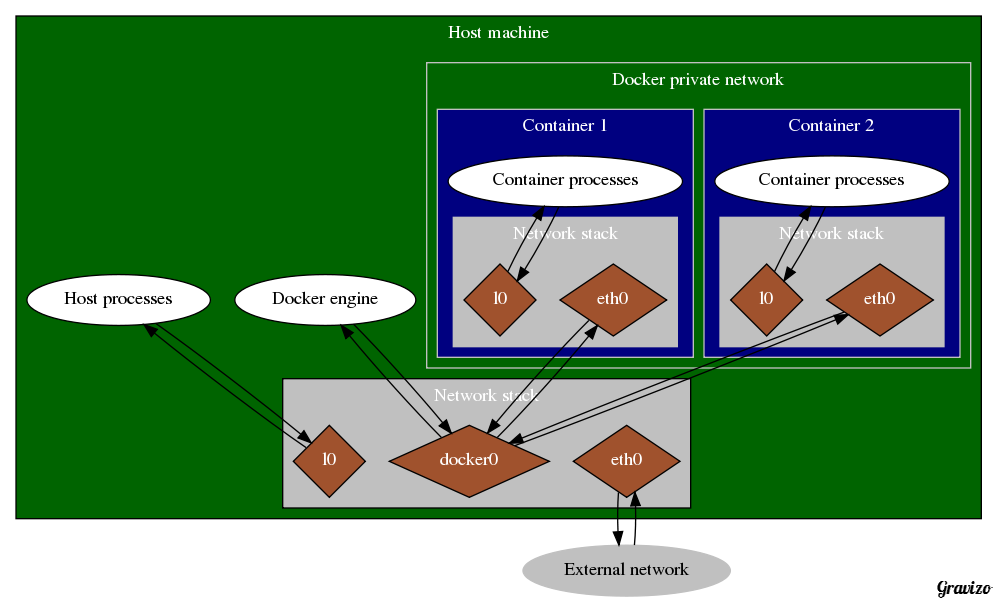 Host machine
Docker private network
Container 1
Container 2
Container processes
Container processes
Network stack
Network stack
l0
eth0
l0
eth0
Host processes
Docker engine
Network stack
l0
docker0
eth0
External network
Gravizo